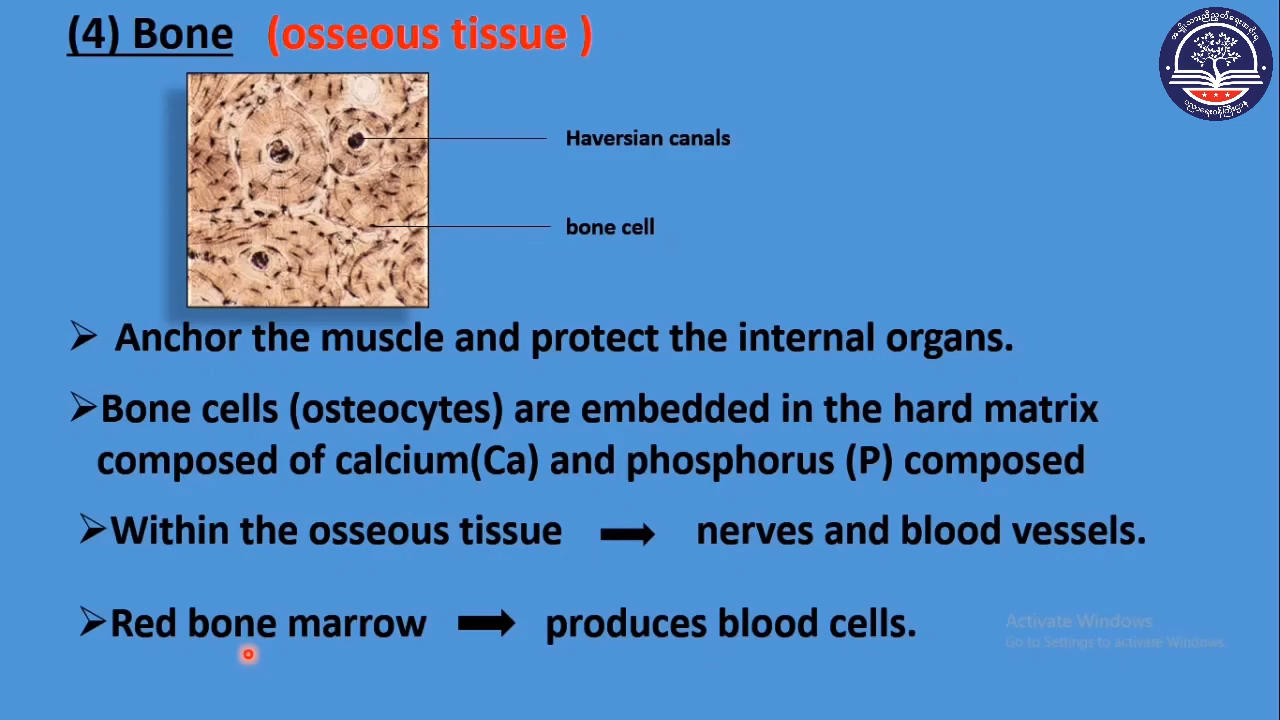 (4) Bone (osseous tissue )
Haversian canals
bone cell
➢ Anchor the muscle and protect the internal organs.
➢Bone cells (osteocytes) are embedded in the hard matrix
composed of calcium(Ca) and phosphorus (P) composed
➢Within the osseous tissue ➡ nerves and blood vessels.
➢Red bone marrow ➡ produces blood cells.
Activate Windows
Go to Settings to activate Windows.